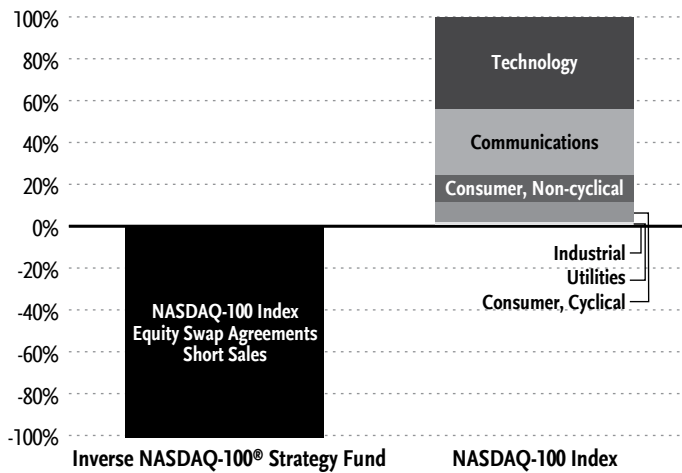 100%
80%
60%
40%
20%
0%
-20%
-40%
-60%
-80%
-100%
Technology
Communications
Consumer, Non-cyclical
Industrial
Utilities
Consumer, Cyclical
NASDAQ-100 Index
Equity Swap Agreements
Short Sales
Inverse NASDAQ-100® Strategy Fund
NASDAQ-100 Index